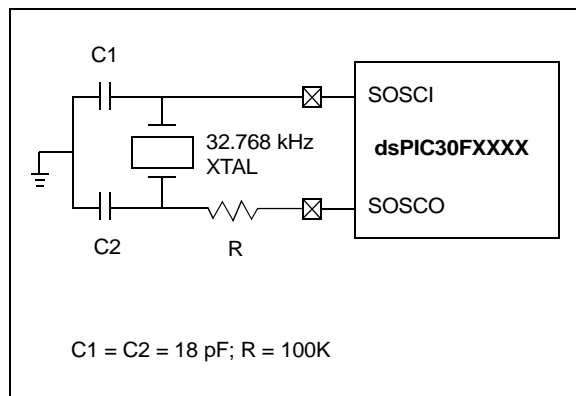 C1
SOSCI
32.768 kHz
XTAL
dsPIC30FXXXX
SOSCO
C2
R
C1 = C2 = 18 pF; R = 100K